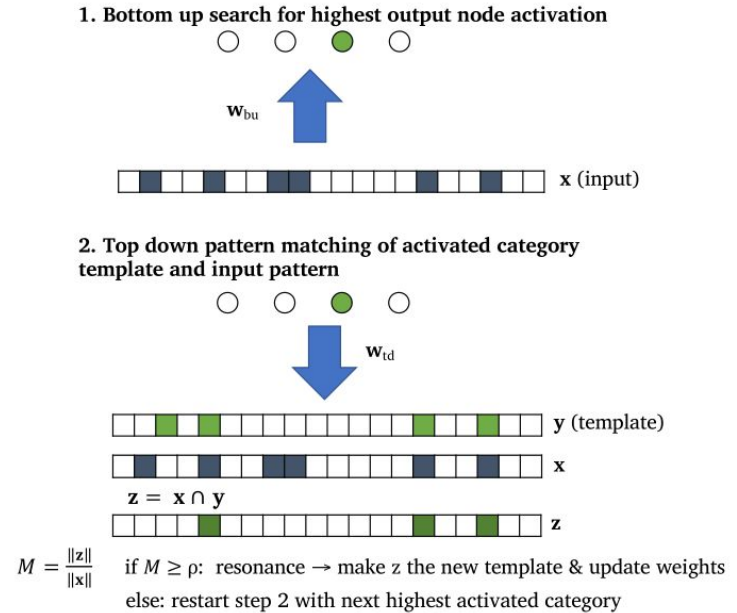 1. Bottom up search for highest output node activation
w_bu
x (input)
2. Top down pattern matching of activated category
template and input pattern
w_td
y (template)
x
z = x ∩ y
z
M = ‖z‖/‖x‖ if M ≥ ρ: resonance → make z the new template & update weights
else: restart step 2 with next highest activated category